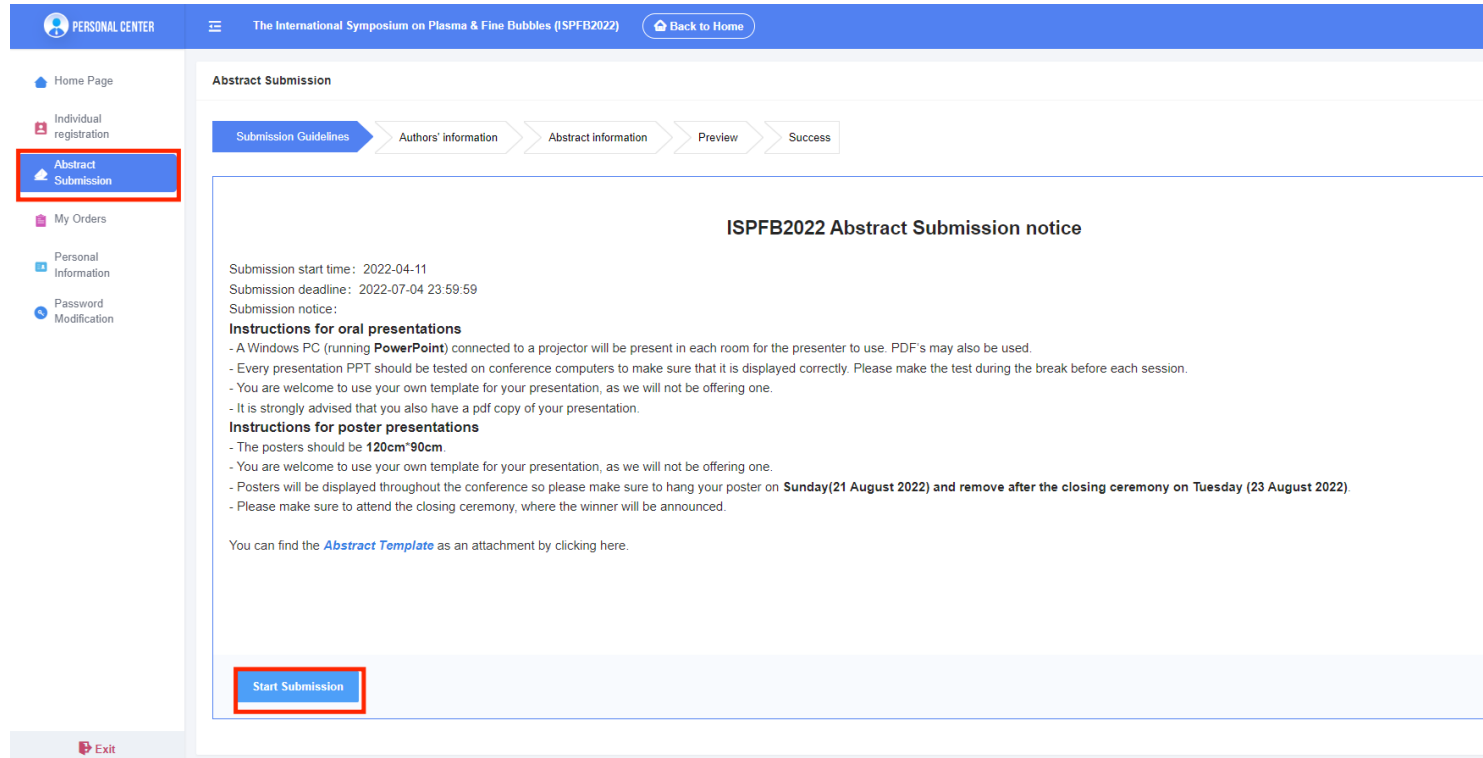 PERSONAL CENTER
The International Symposium on Plasma & Fine Bubbles (ISPFB2022)
Back to Home
Home Page
Individual
registration
Abstract
Submission
My Orders
Personal
Information
Password
Modification
Exit
Abstract Submission
Submission Guidelines
Authors' information
Abstract information
Preview
Success
ISPFB2022 Abstract Submission notice
Submission start time：2022-04-11
Submission deadline：2022-07-04 23:59:59
Submission notice：
Instructions for oral presentations
- A Windows PC (running PowerPoint) connected to a projector will be present in each room for the presenter to use. PDF's may also be used.
- Every presentation PPT should be tested on conference computers to make sure that it is displayed correctly. Please make the test during the break before each session.
- You are welcome to use your own template for your presentation, as we will not be offering one.
- It is strongly advised that you also have a pdf copy of your presentation.
Instructions for poster presentations
- The posters should be 120cm*90cm.
- You are welcome to use your own template for your presentation, as we will not be offering one.
- Posters will be displayed throughout the conference so please make sure to hang your poster on Sunday(21 August 2022) and remove after the closing ceremony on Tuesday (23 August 2022).
- Please make sure to attend the closing ceremony, where the winner will be announced.
You can find the Abstract Template as an attachment by clicking here.
Start Submission